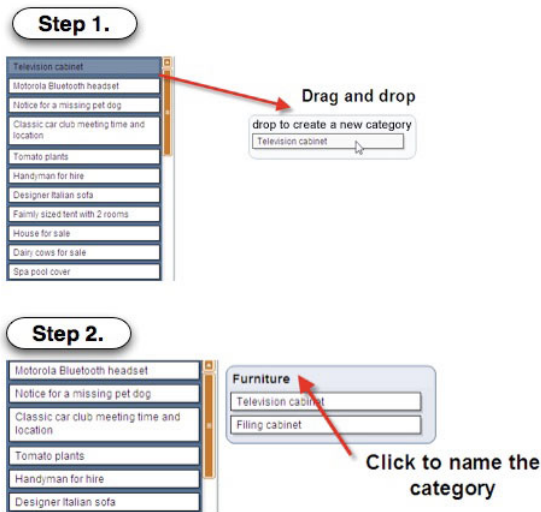 Step 1.
Television cabinet
Motorola Bluetooth headset
Notice for a missing pet dog
Classic car club meeting time and
location
Tomato plants
Handyman for hire
Designer Italian sofa
Faimly sized tent with 2 rooms
House for sale
Dairy cows for sale
Spa pool cover
Drag and drop
drop to create a new category
Television cabinet
Step 2.
Motorola Bluetooth headset
Notice for a missing pet dog
Classic car club meeting time and
location
Tomato plants
Handyman for hire
Designer Italian sofa
Furniture
Television cabinet
Filing cabinet
Click to name the
category